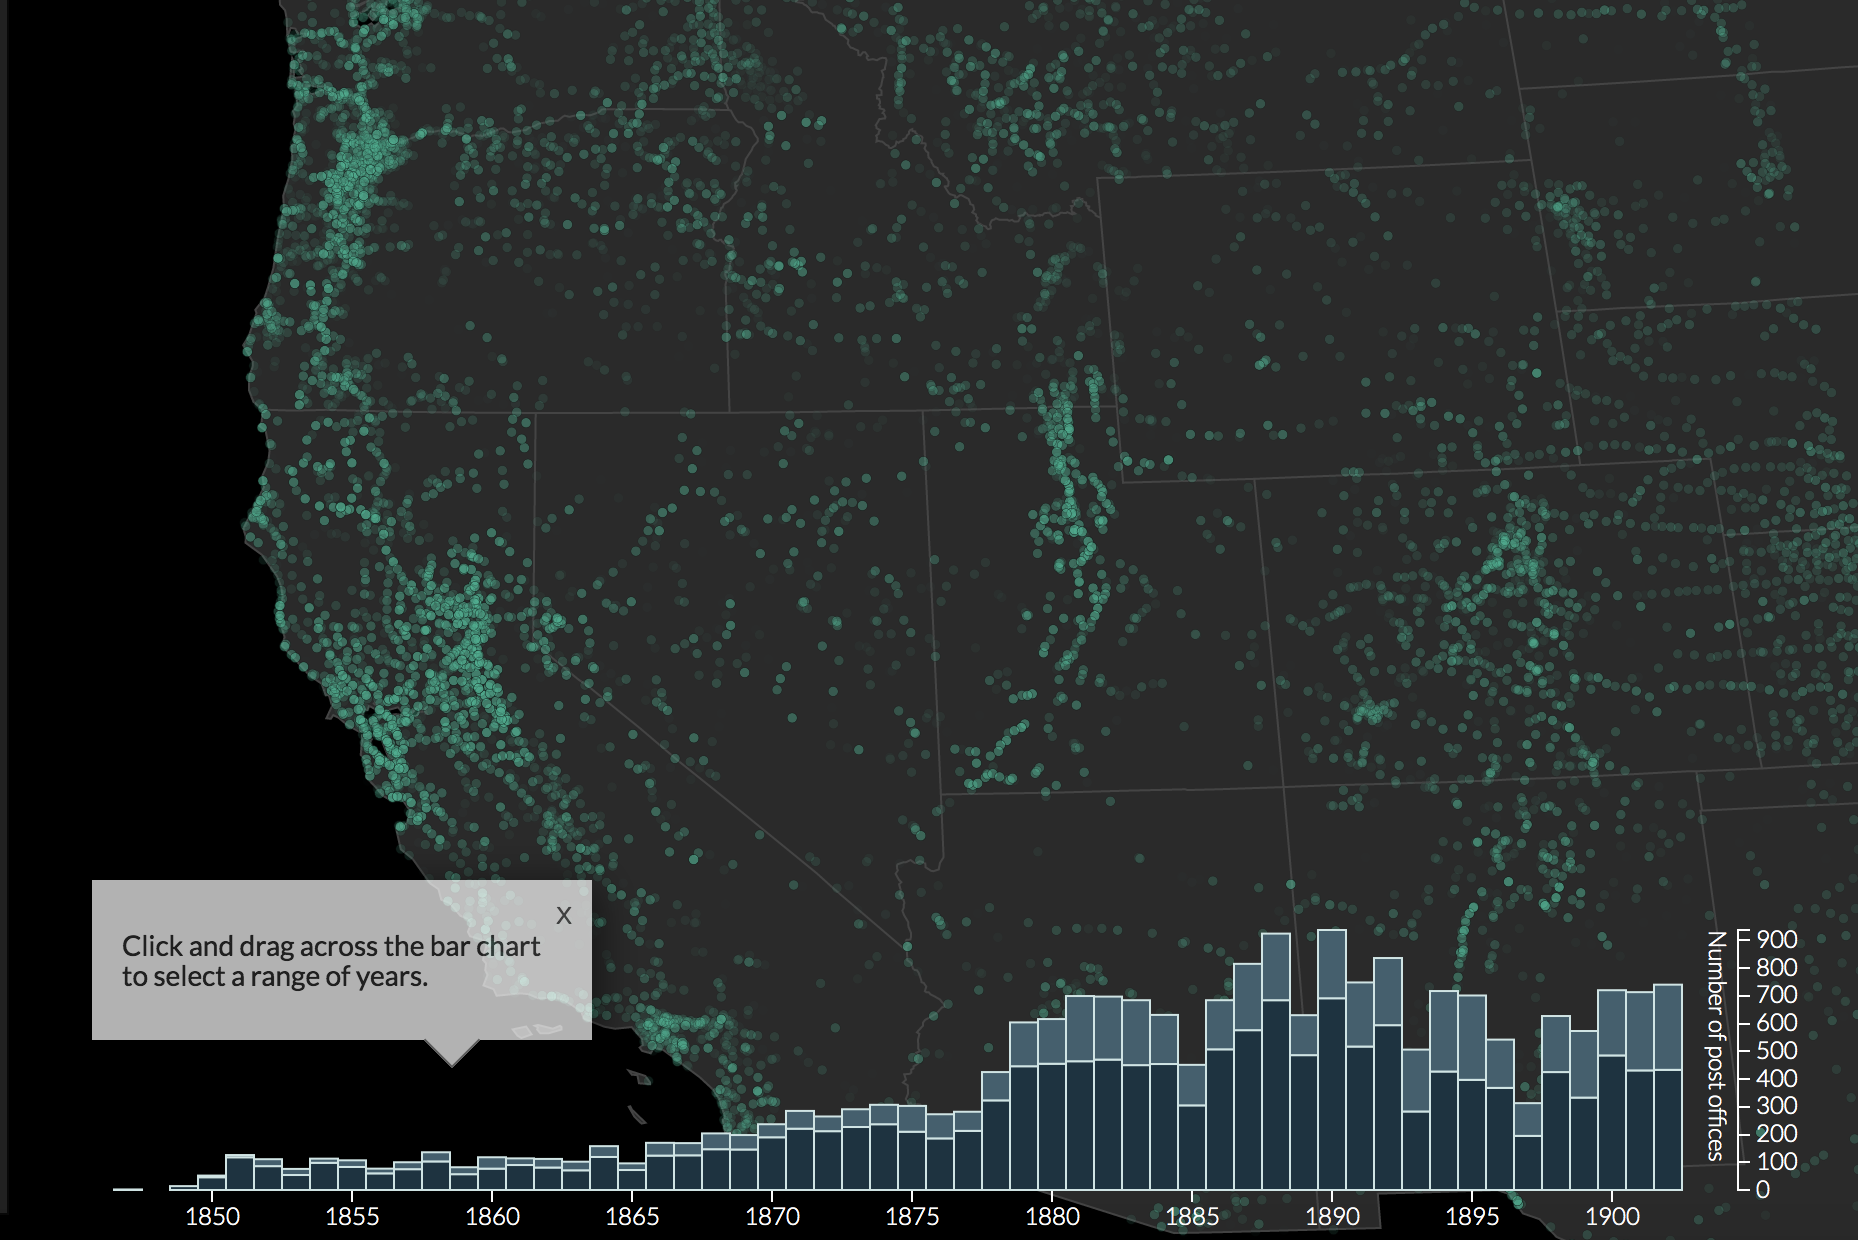 X
Click and drag across the bar chart
to select a range of years.
Number of post offices
900
800
700
600
500
400
300
200
100
0
1850 1855 1860 1865 1870 1875 1880 1885 1890 1895 1900